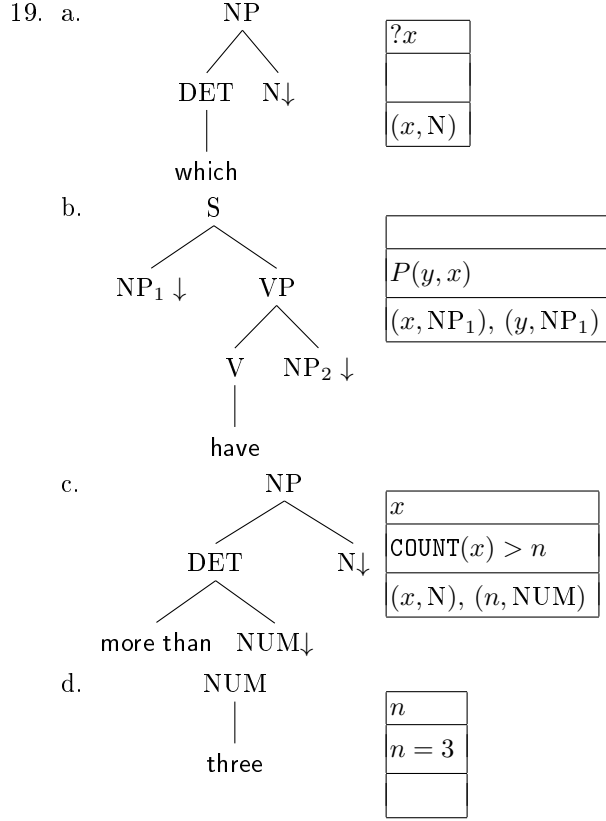 19. a. NP
?x
DET N↓
(x, N)
which
b. S
NP₁ ↓ VP
P(y, x)
(x, NP₁), (y, NP₁)
V NP₂ ↓
have
c. NP
x
COUNT(x) > n
DET N↓
(x, N), (n, NUM)
more than NUM↓
d. NUM
n
n = 3
three